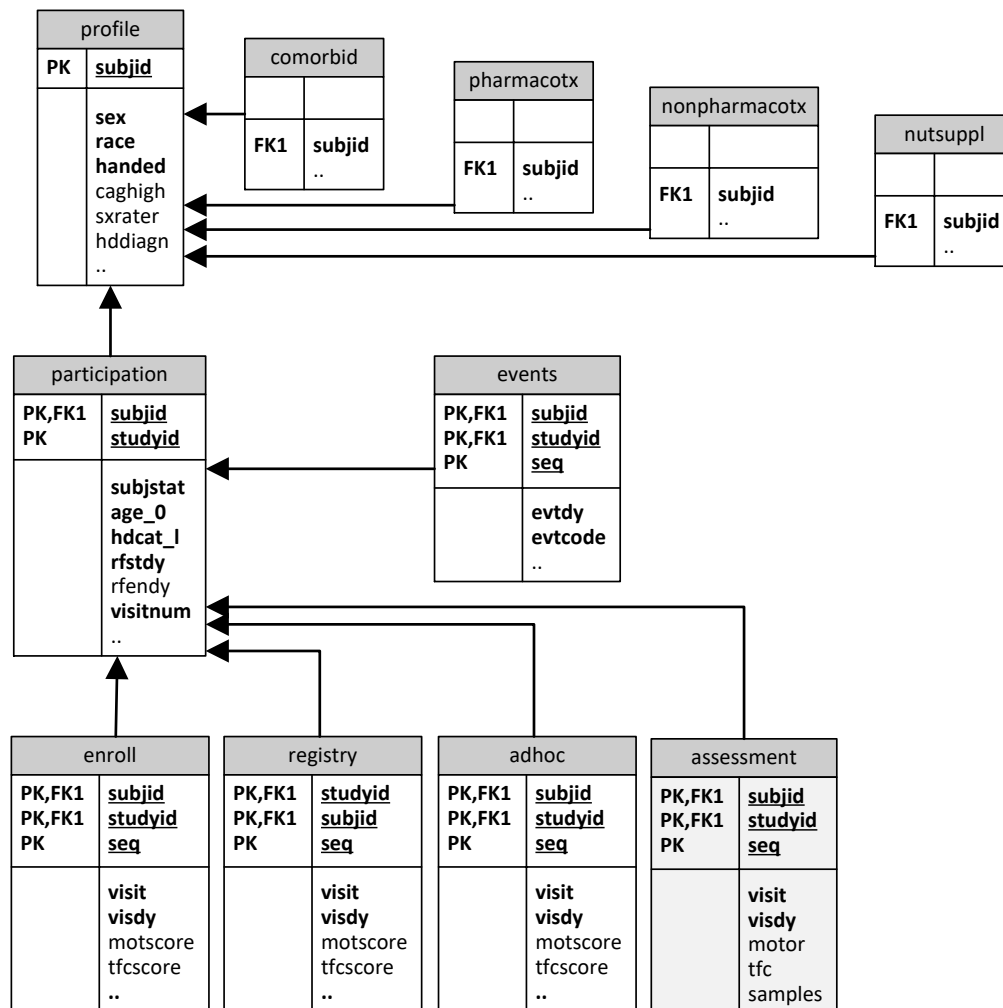 profile
PK subjid
sex
race
handed
caghigh
sxrater
hddiagn
..
comorbid
FK1 subjid
..
pharmacotx
FK1 subjid
..
nonpharmacotx
FK1 subjid
..
nutsuppl
FK1 subjid
..
participation
PK,FK1 subjid
PK studyid
subjstat
age_0
hdcat_l
rfstdy
rfendy
visitnum
..
events
PK,FK1 subjid
PK,FK1 studyid
PK seq
evtdy
evtcode
..
enroll
PK,FK1 subjid
PK,FK1 studyid
PK seq
visit
visdy
motscore
tfcscore
..
registry
PK,FK1 studyid
PK,FK1 subjid
PK seq
visit
visdy
motscore
tfcscore
..
adhoc
PK,FK1 subjid
PK,FK1 studyid
PK seq
visit
visdy
motscore
tfcscore
..
assessment
PK,FK1 subjid
PK,FK1 studyid
PK seq
visit
visdy
motor
tfc
samples